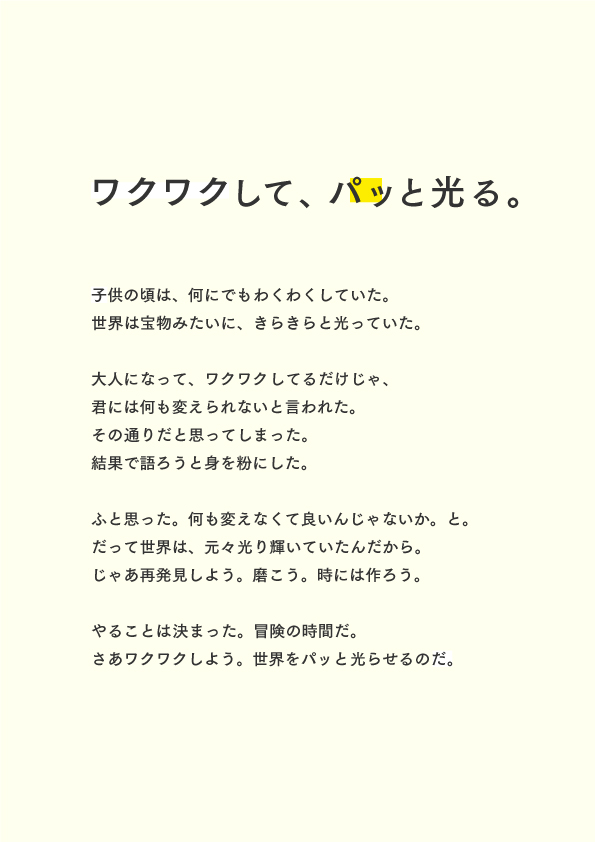 ワクワクして、パッと光る。
子供の頃は、何にでもわくわくしていた。
世界は宝物みたいに、きらきらと光っていた。
大人になって、ワクワクしてるだけじゃ、
君には何も変えられないと言われた。
その通りだと思ってしまった。
結果で語ろうと身を粉にした。
ふと思った。何も変えなくて良いんじゃないか。と。
だって世界は、元々光り輝いていたんだから。
じゃあ再発見しよう。磨こう。時には作ろう。
やることは決まった。冒険の時間だ。
さあワクワクしよう。世界をパッと光らせるのだ。